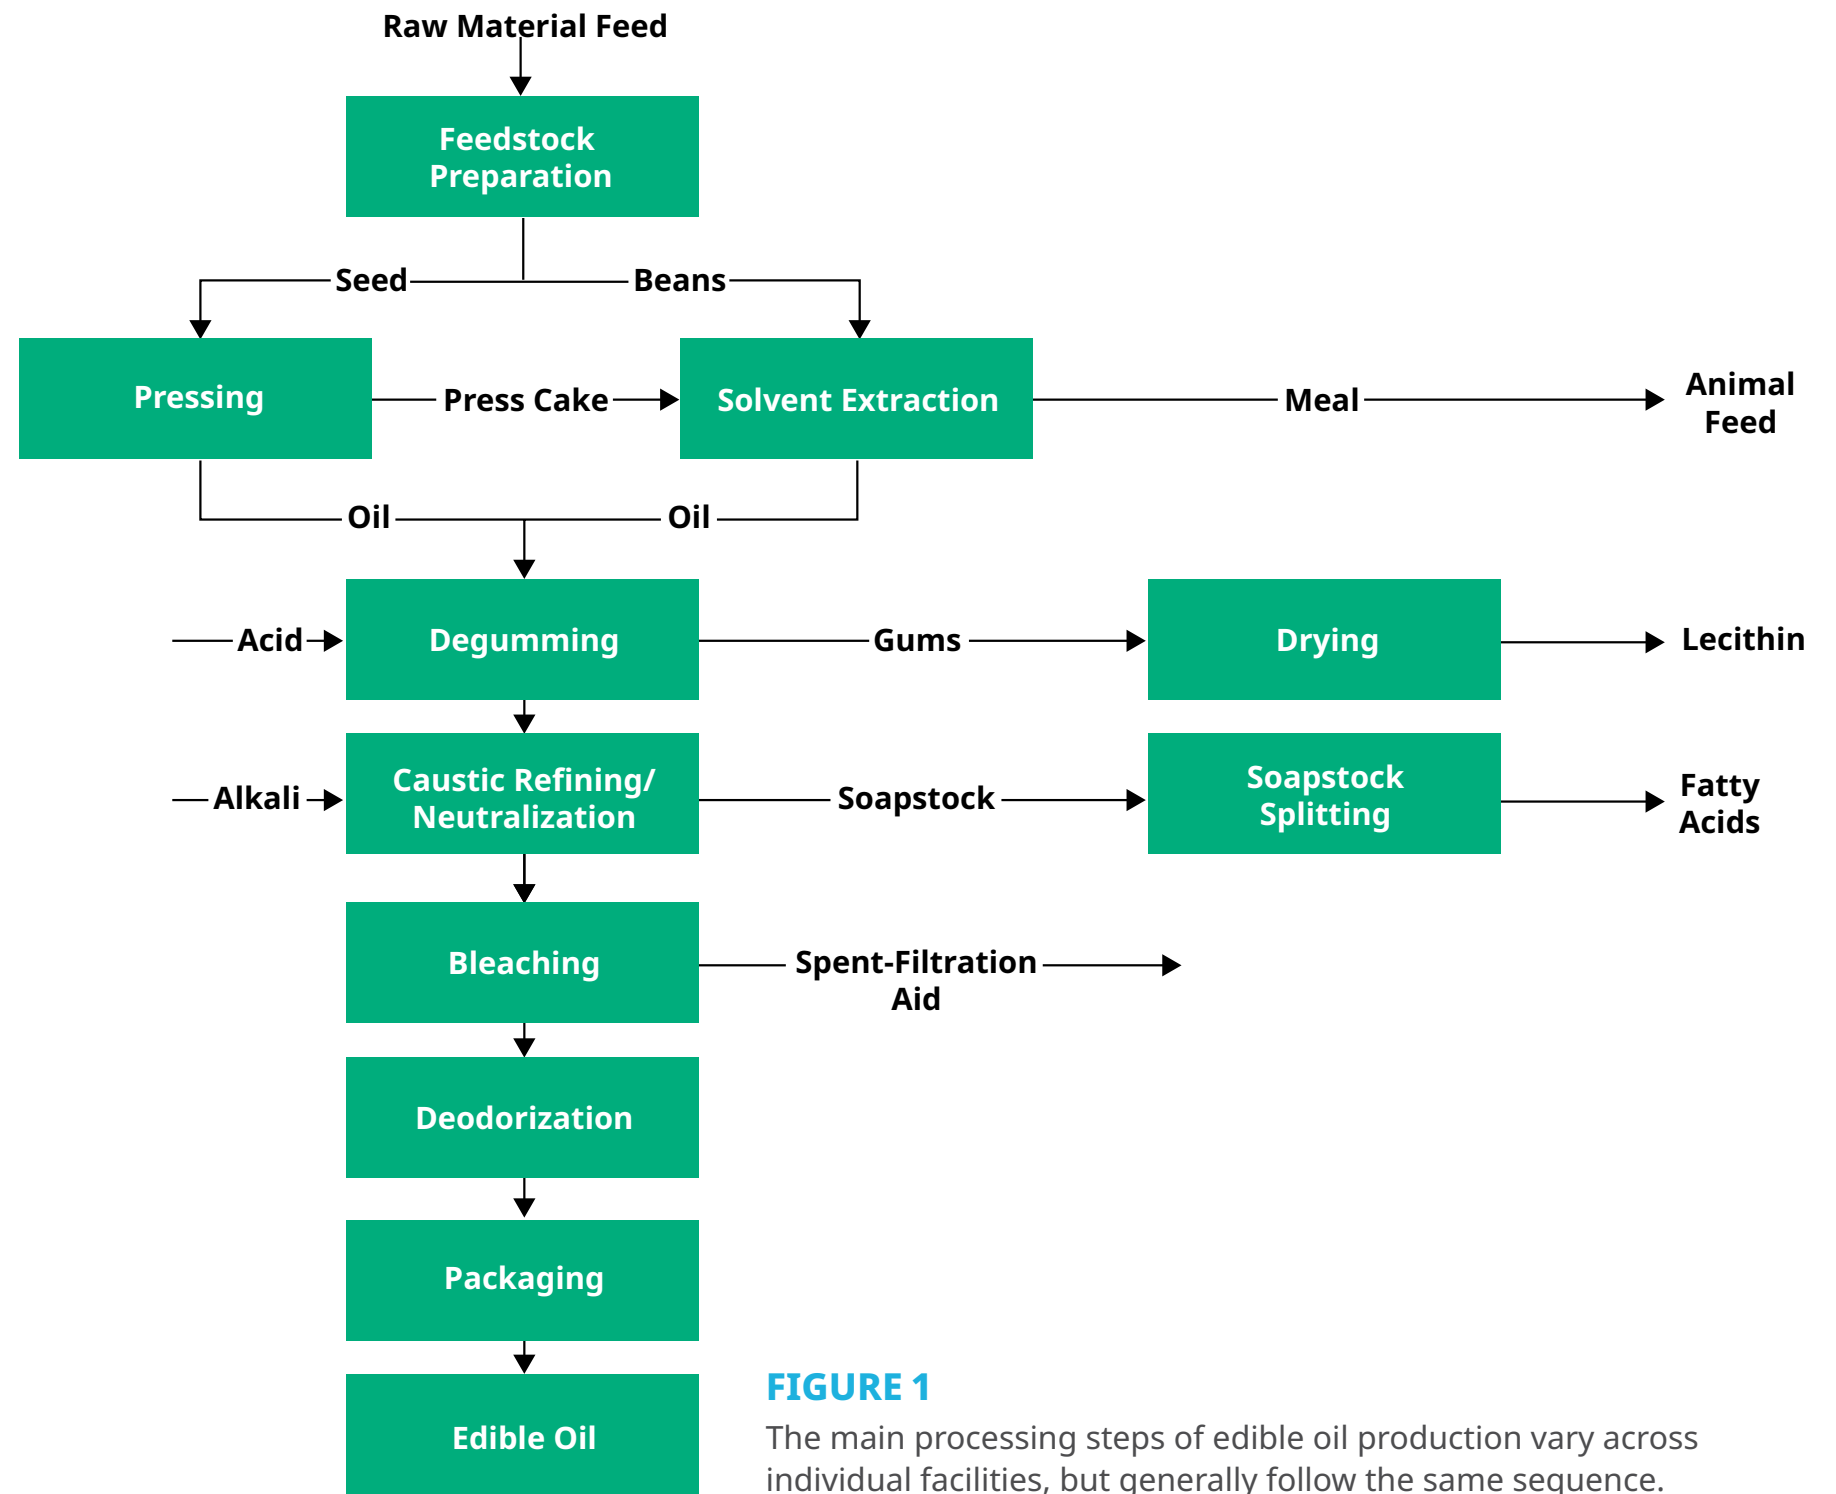 Raw Material Feed
Feedstock
Preparation
Seed
Beans
Pressing
Press Cake
Solvent Extraction
Meal
Animal
Feed
Oil
Oil
Acid
Degumming
Gums
Drying
Lecithin
Alkali
Caustic Refining/
Neutralization
Soapstock
Soapstock
Splitting
Fatty
Acids
Bleaching
Spent-Filtration
Aid
Deodorization
Packaging
Edible Oil
FIGURE 1
The main processing steps of edible oil production vary across
individual facilities, but generally follow the same sequence.